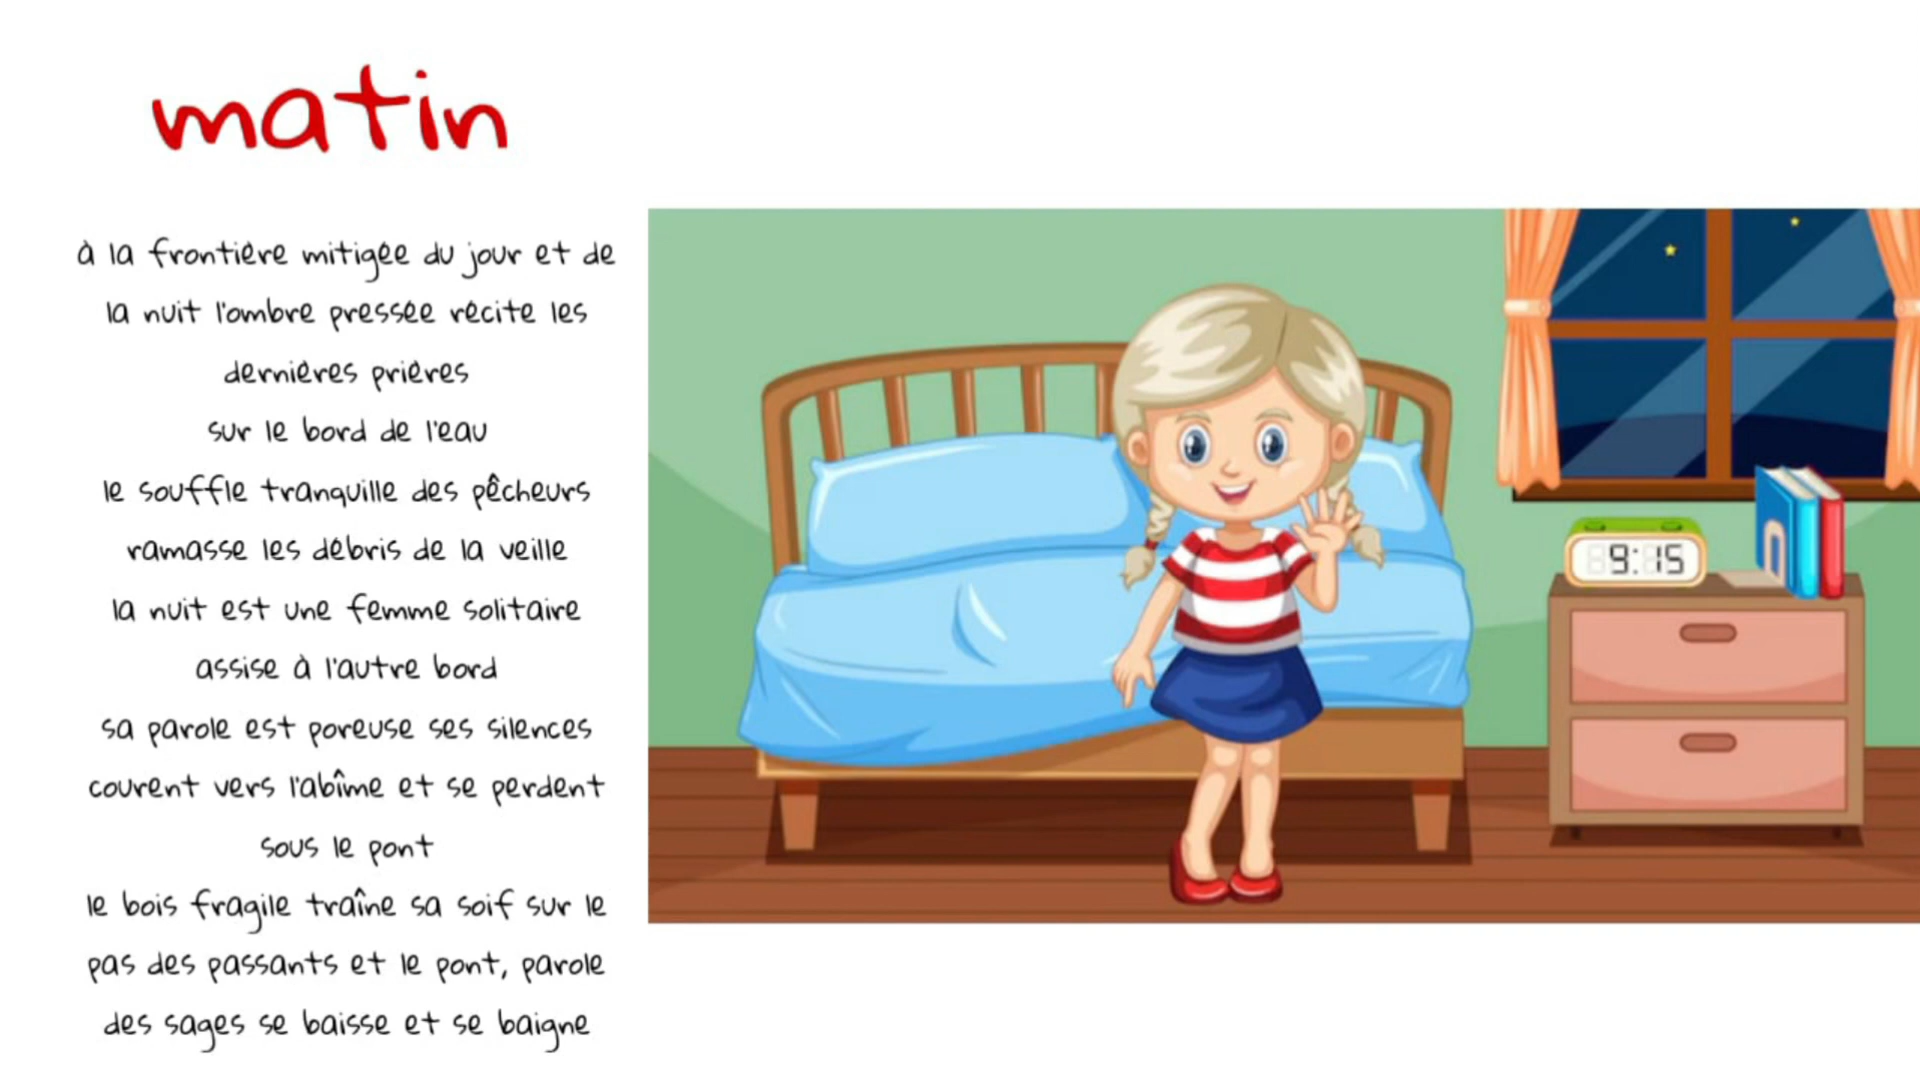 matin
à la frontière mitigée du jour et de
la nuit l'ombre pressée récite les
dernières prières
sur le bord de l'eau
le souffle tranquille des pêcheurs
ramasse les débris de la veille
la nuit est une femme solitaire
assise à l'autre bord
sa parole est poreuse ses silences
courent vers l'abîme et se perdent
sous le pont
le bois fragile traîne sa soif sur le
pas des passants et le pont, parole
des sages se baisse et se baigne
9:15